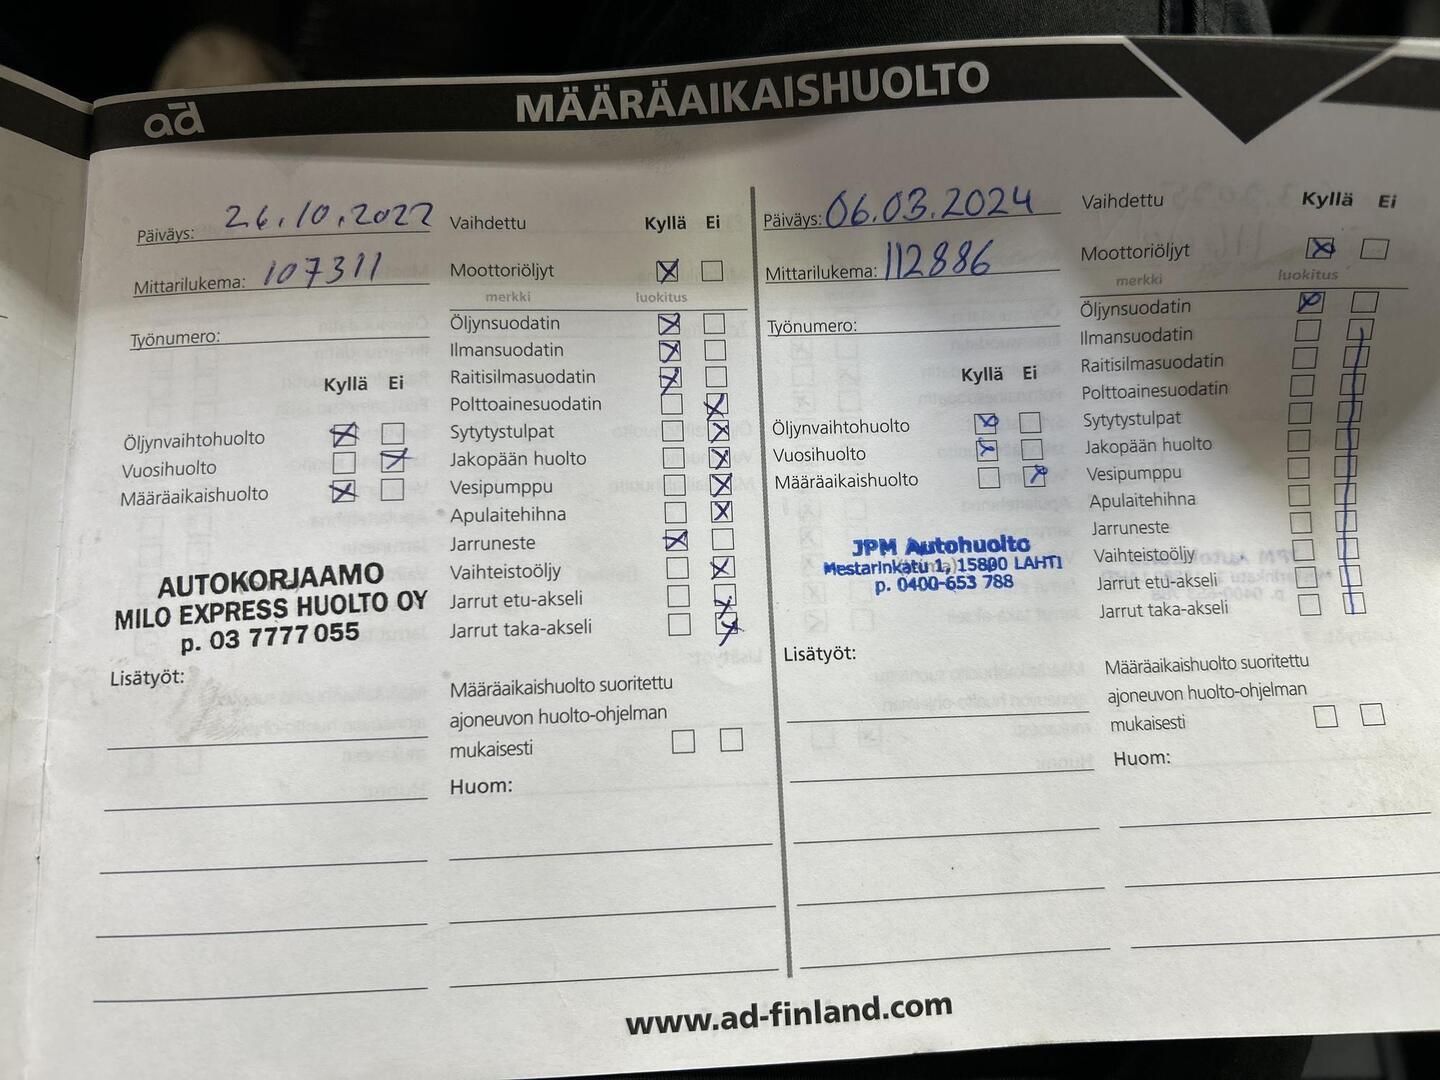 ad
MÄÄRÄAIKAISHUOLTO
Päiväys: 26.10.2022
Mittarilukema: 107311
Työnumero:
Kyllä Ei
Öljynvaihtohuolto
Vuosihuolto
Määräaikaishuolto
AUTOKORJAAMO
MILO EXPRESS HUOLTO OY
p. 03 7777 055
Lisätyöt:
Vaihdettu Kyllä Ei
Moottoriöljyt
merkki luokitus
Öljynsuodatin
Ilmansuodatin
Raitisilmasuodatin
Polttoainesuodatin
Sytytystulpat
Jakopään huolto
Vesipumppu
Apulaitehihna
Jarruneste
Vaihteistoöljy
Jarrut etu-akseli
Jarrut taka-akseli
Määräaikaishuolto suoritettu
ajoneuvon huolto-ohjelman
mukaisesti
Huom:
Päiväys: 06.03.2024
Mittarilukema: 112886
Työnumero:
Kyllä Ei
Öljynvaihtohuolto
Vuosihuolto
Määräaikaishuolto
JPM Autohuolto
Mestarinkatu 1, 15800 LAHTI
p. 0400-653 788
Lisätyöt:
Vaihdettu Kyllä Ei
Moottoriöljyt
merkki luokitus
Öljynsuodatin
Ilmansuodatin
Raitisilmasuodatin
Polttoainesuodatin
Sytytystulpat
Jakopään huolto
Vesipumppu
Apulaitehihna
Jarruneste
Vaihteistoöljy
Jarrut etu-akseli
Jarrut taka-akseli
Määräaikaishuolto suoritettu
ajoneuvon huolto-ohjelman
mukaisesti
Huom:
www.ad-finland.com